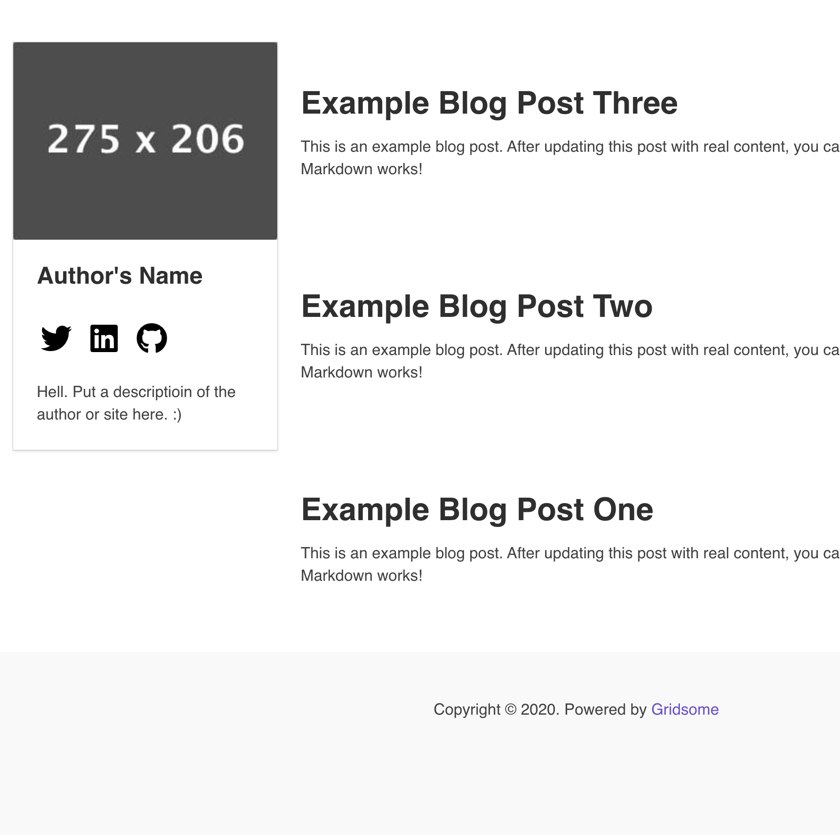 275 x 206
Author's Name
Hell. Put a descriptioin of the
author or site here. :)
Example Blog Post Three
This is an example blog post. After updating this post with real content, you ca
Markdown works!
Example Blog Post Two
This is an example blog post. After updating this post with real content, you ca
Markdown works!
Example Blog Post One
This is an example blog post. After updating this post with real content, you ca
Markdown works!
Copyright © 2020. Powered by Gridsome